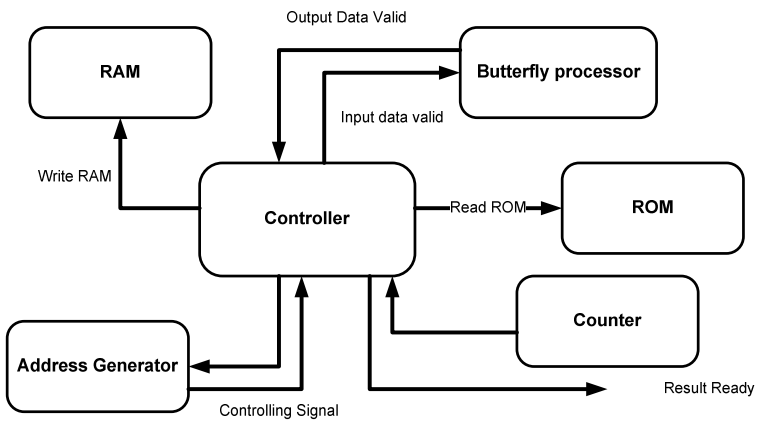 Output Data Valid
RAM
Butterfly processor
Input data valid
Write RAM
Controller
Read ROM
ROM
Counter
Address Generator
Result Ready
Controlling Signal